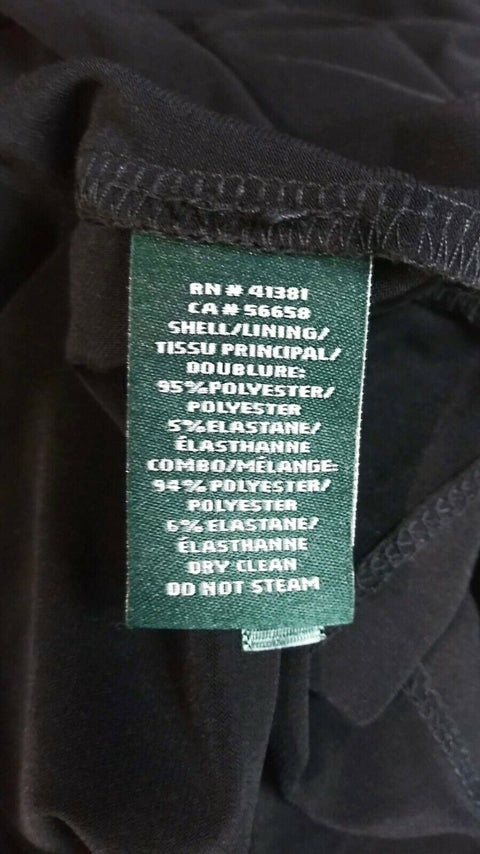 RN # 41381
CA # 56658
SHELL/LINING/
TISSU PRINCIPAL/
DOUBLURE:
95%POLYESTER/
POLYESTER
5%ELASTANE/
ÉLASTHANNE
COMBO/MÉLANGE:
94% POLYESTER/
POLYESTER
6% ELASTANE/
ÉLASTHANNE
DRY CLEAN
DO NOT STEAM